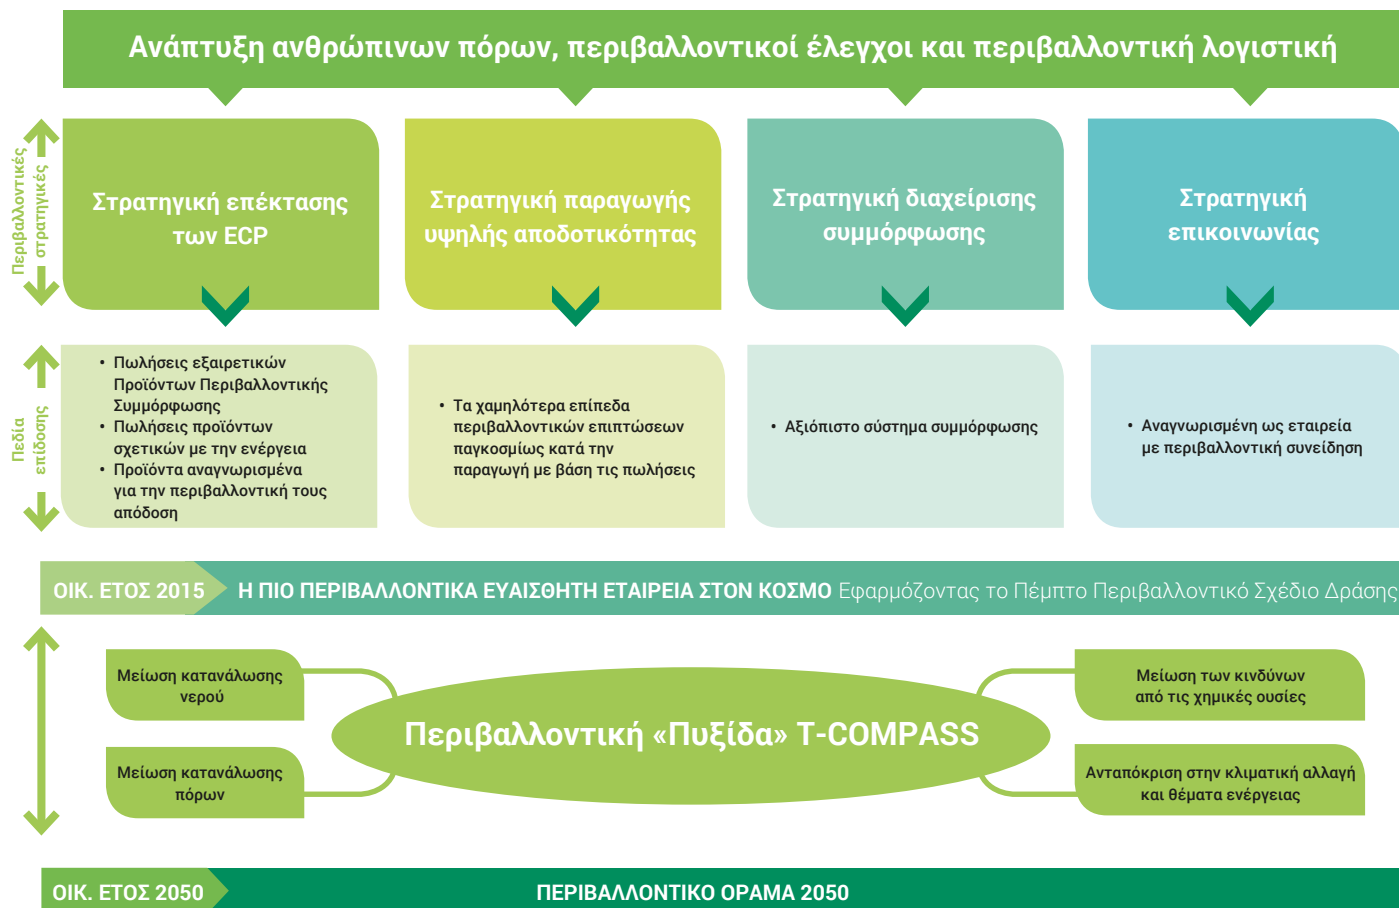 Ανάπτυξη ανθρώπινων πόρων, περιβαλλοντικοί έλεγχοι και περιβαλλοντική λογιστική
Περιβαλλοντικές
στρατηγικές
Στρατηγική επέκτασης
των ECP
Στρατηγική παραγωγής
υψηλής αποδοτικότητας
Στρατηγική διαχείρισης
συμμόρφωσης
Στρατηγική
επικοινωνίας
Πεδία
επίδοσης
• Πωλήσεις εξαιρετικών
Προϊόντων Περιβαλλοντικής
Συμμόρφωσης
• Πωλήσεις προϊόντων
σχετικών με την ενέργεια
• Προϊόντα αναγνωρισμένα
για την περιβαλλοντική τους
απόδοση
• Τα χαμηλότερα επίπεδα
περιβαλλοντικών επιπτώσεων
παγκοσμίως κατά την
παραγωγή με βάση τις πωλήσεις
• Αξιόπιστο σύστημα συμμόρφωσης
• Αναγνωρισμένη ως εταιρεία
με περιβαλλοντική συνείδηση
ΟΙΚ. ΕΤΟΣ 2015 Η ΠΙΟ ΠΕΡΙΒΑΛΛΟΝΤΙΚΑ ΕΥΑΙΣΘΗΤΗ ΕΤΑΙΡΕΙΑ ΣΤΟΝ ΚΟΣΜΟ Εφαρμόζοντας το Πέμπτο Περιβαλλοντικό Σχέδιο Δράσης
Μείωση κατανάλωσης
νερού
Μείωση των κινδύνων
από τις χημικές ουσίες
Περιβαλλοντική «Πυξίδα» T-COMPASS
Μείωση κατανάλωσης
πόρων
Ανταπόκριση στην κλιματική αλλαγή
και θέματα ενέργειας
ΟΙΚ. ΕΤΟΣ 2050 ΠΕΡΙΒΑΛΛΟΝΤΙΚΟ ΟΡΑΜΑ 2050